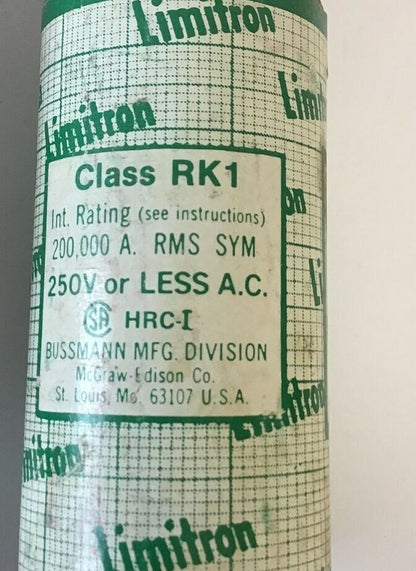 Limitron
Limitron
Class RK1
Int. Rating (see instructions)
200,000 A. RMS SYM
250V or LESS A.C.
SA HRC-I
BUSSMANN MFG. DIVISION
McGraw-Edison Co.
St. Louis, Mo. 63107 U.S.A.
Limitron